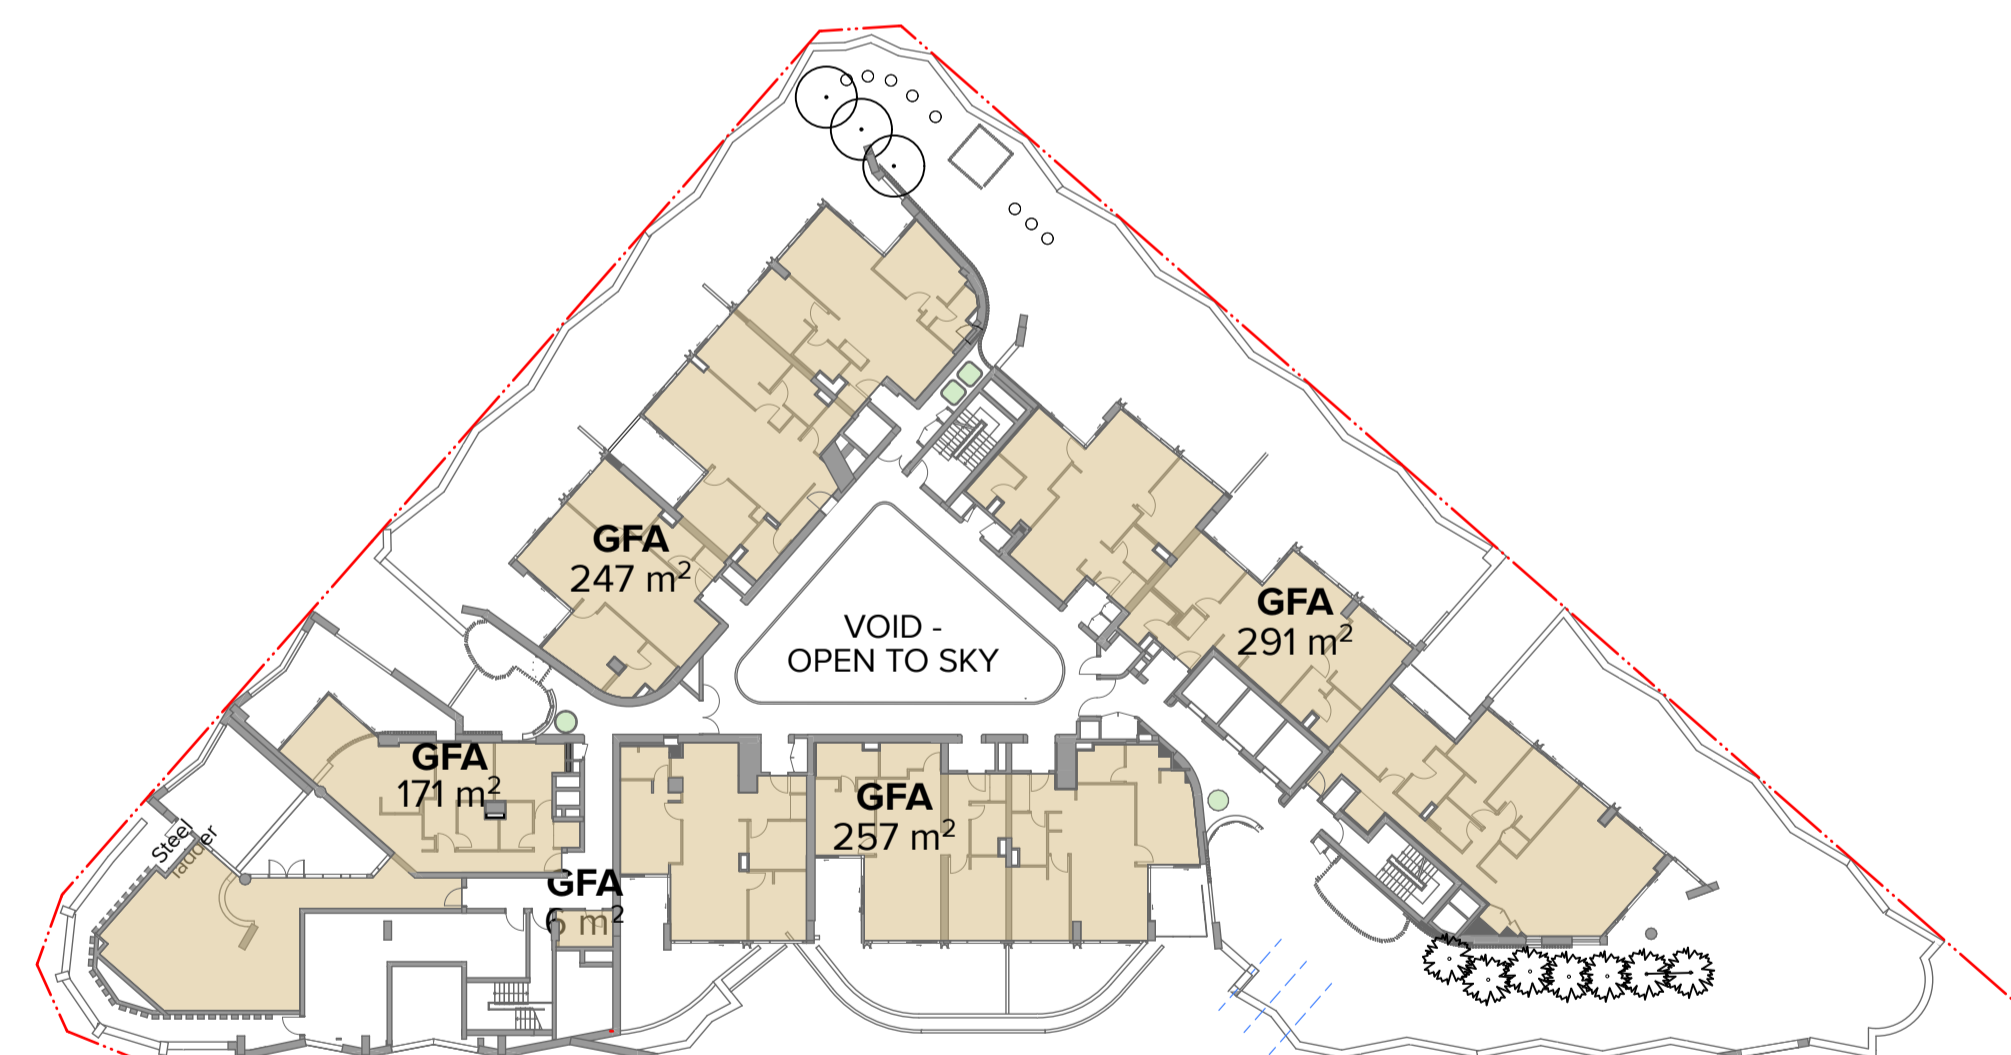 GFA
247 m²
VOID -
OPEN TO SKY
GFA
291 m²
GFA
171 m²
GFA
257 m²
Steel
ladder
GFA
6 m²